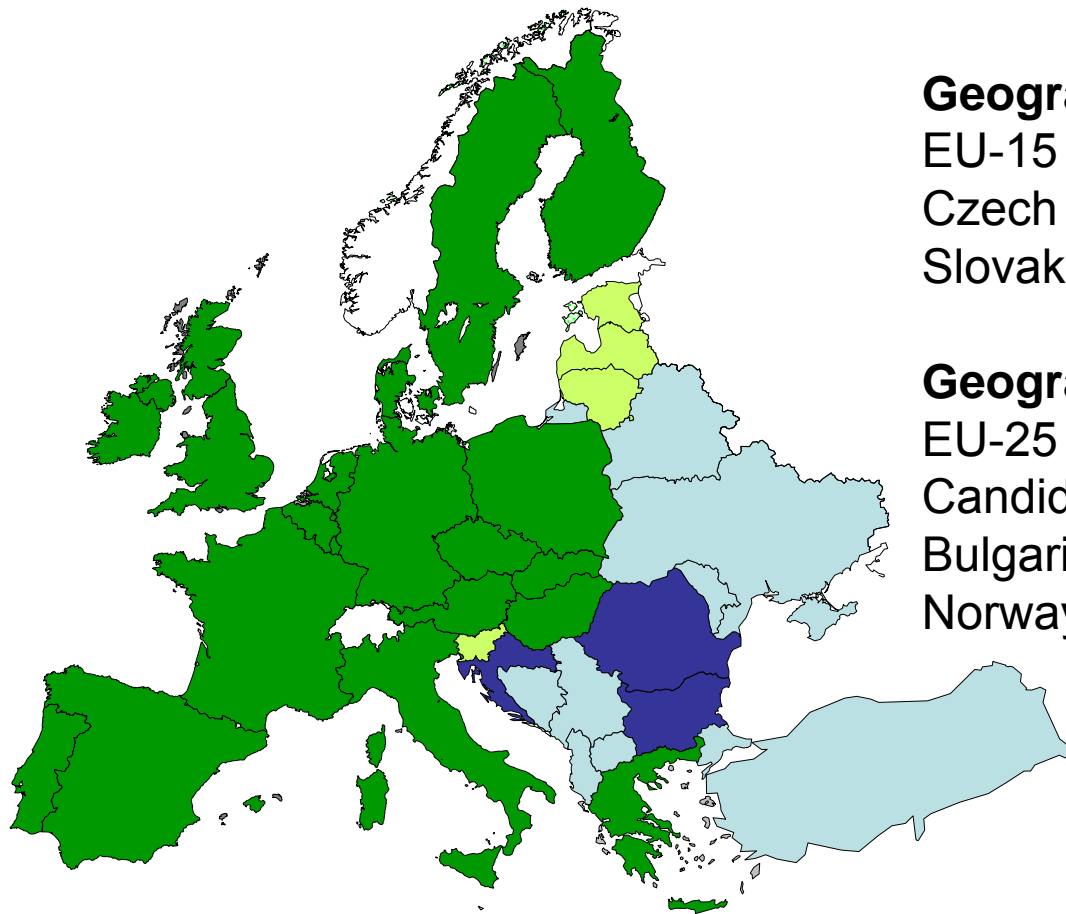 Geogra
EU-15
Czech
Slovak
Geogra
EU-25
Candid
Bulgari
Norway